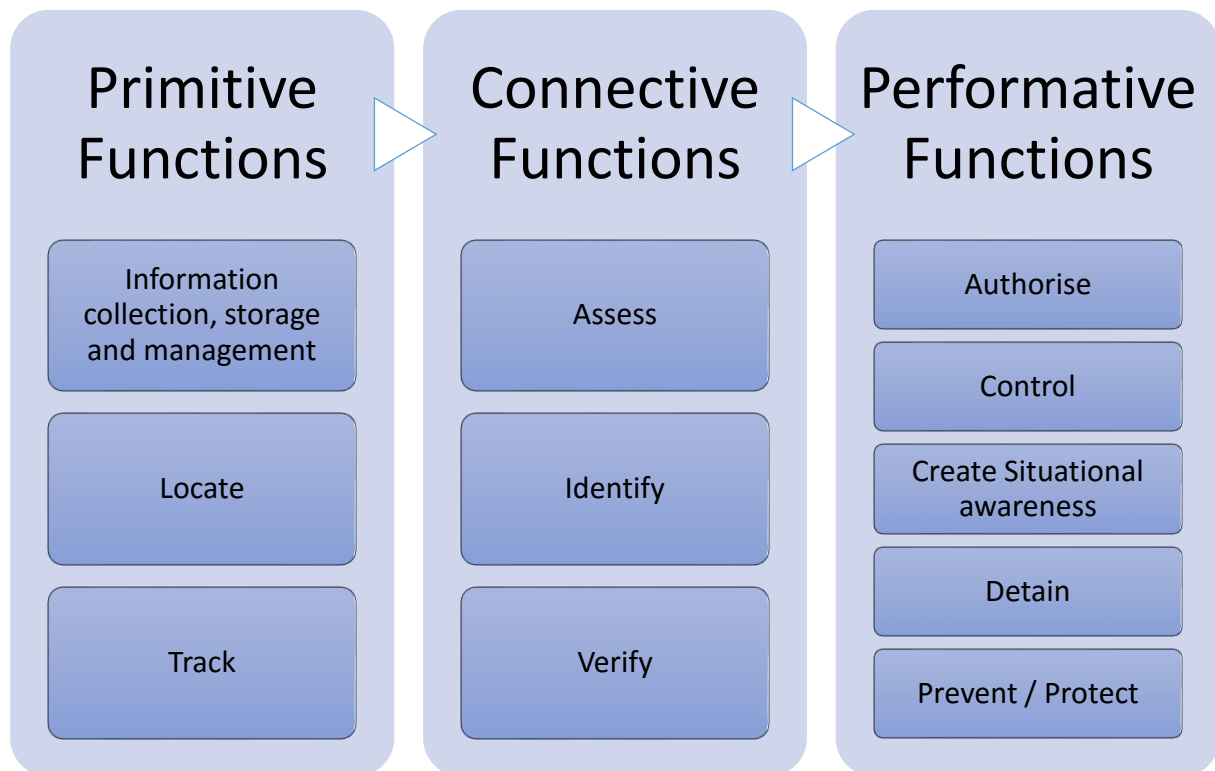 Primitive
Functions
Information
collection, storage
and management
Locate
Track
Connective
Functions
Assess
Identify
Verify
Performative
Functions
Authorise
Control
Create Situational
awareness
Detain
Prevent / Protect